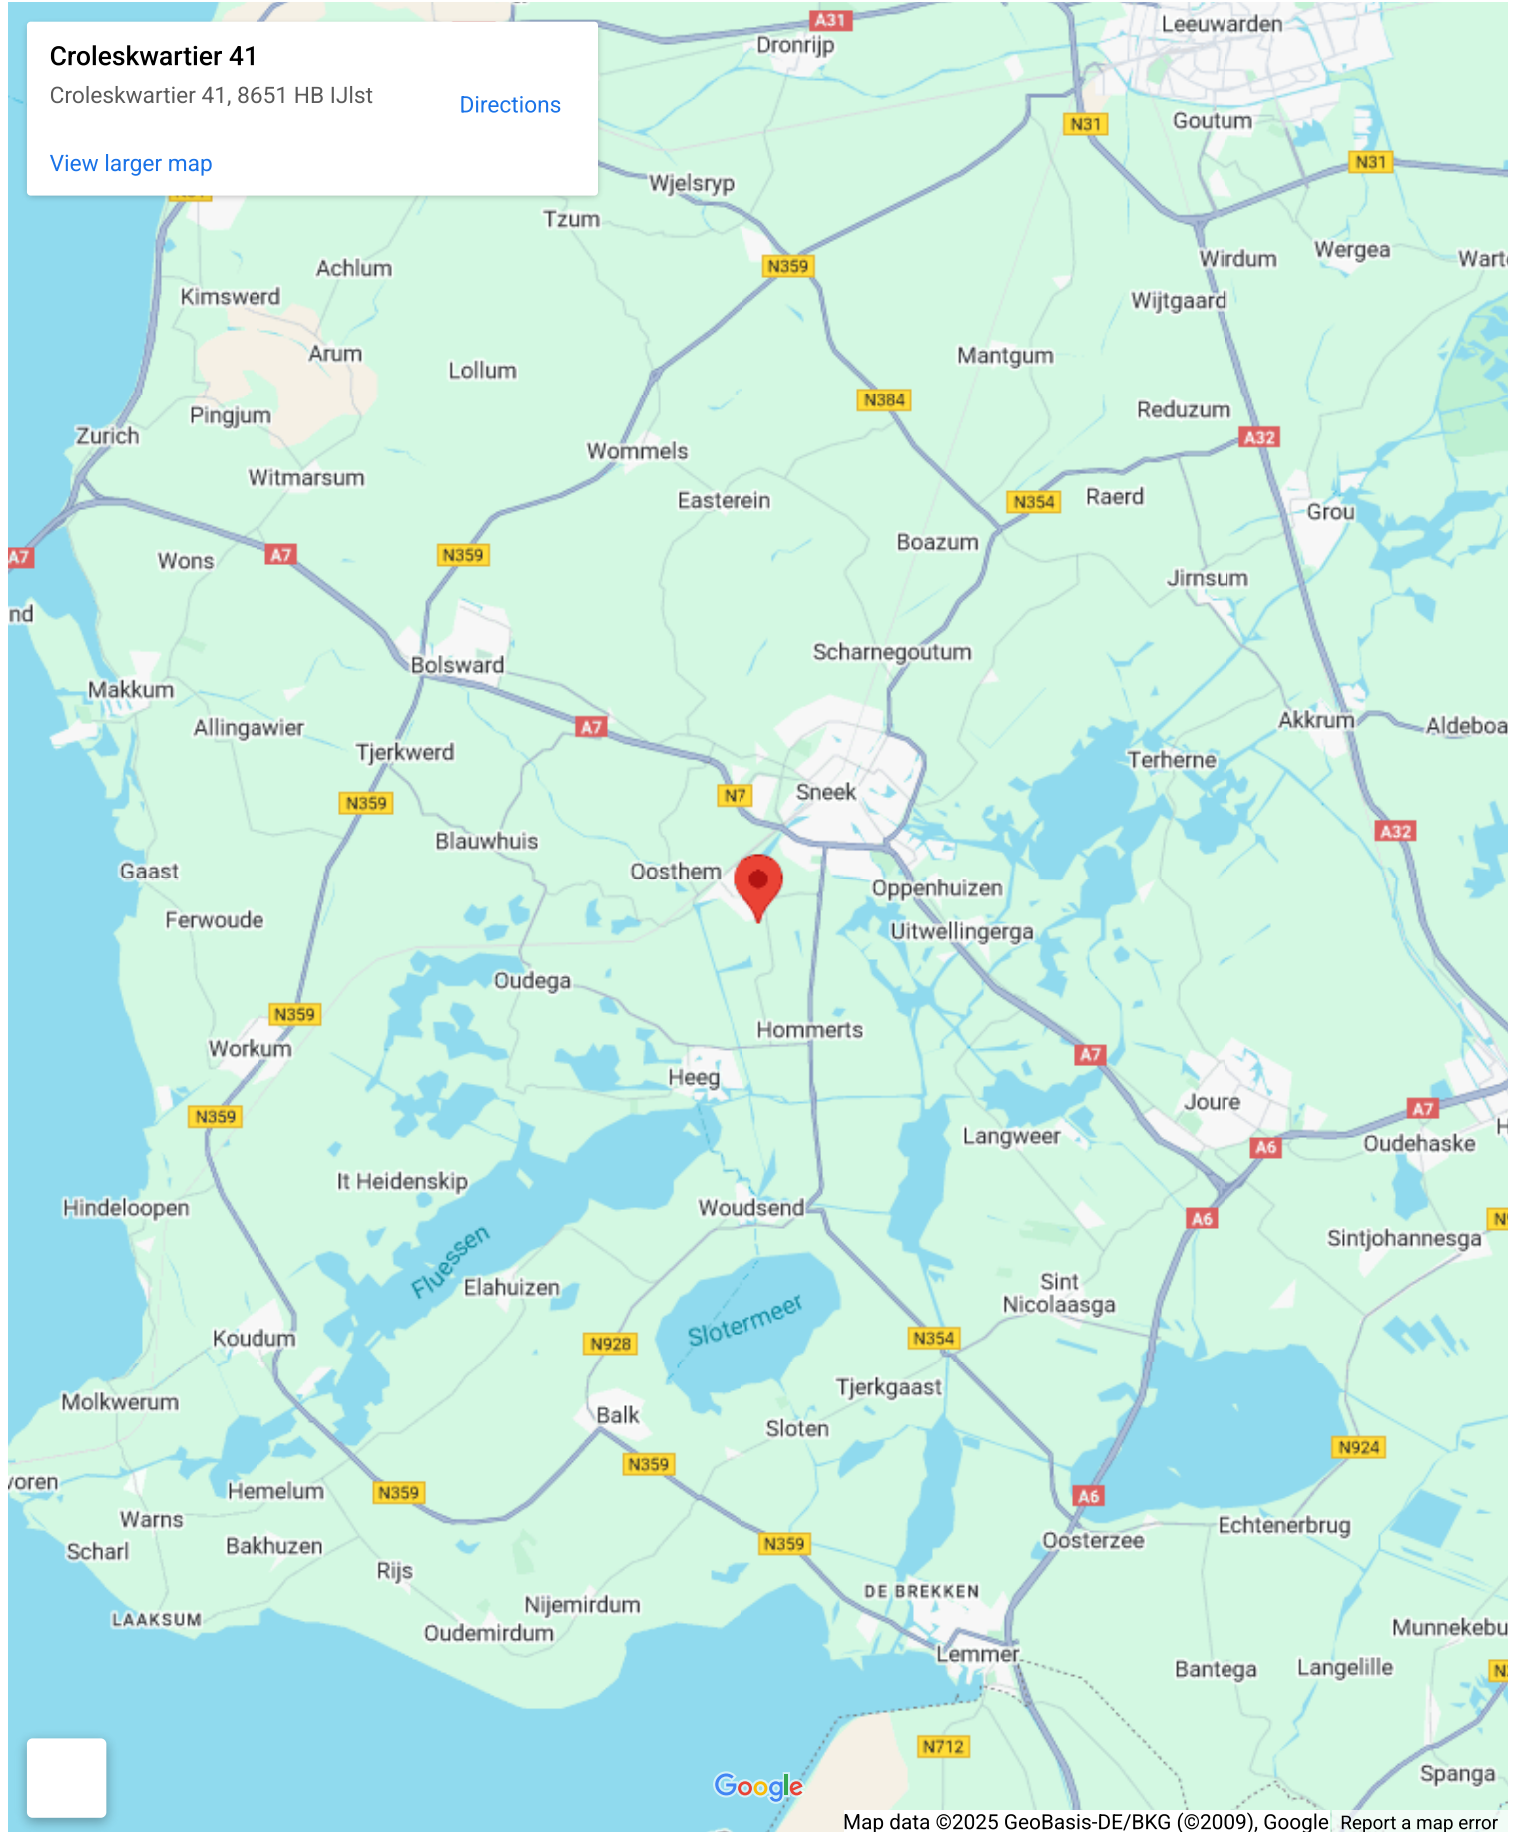 Croleskwartier 41
Croleskwartier 41, 8651 HB IJlst
Directions
View larger map
A31
Dronrijp
Leeuwarden
N31
Goutum
N31
Wjelsryp
Tzum
N359
Achlum
Kimswerd
Wirdum
Wergea
Wijtgaard
Arum
Lollum
Mantgum
N384
Reduzum
Pingjum
Zurich
A32
Wommels
Witmarsum
Easterein
N354
Raerd
Grou
Boazum
A7
Wons
A7
N359
Jirnsum
nd
Scharnegoutum
Bolsward
Makkum
Allingawier
A7
Akkrum
Aldeboa
Tjerkwerd
Terherne
N359
N7
Sneek
A32
Blauwhuis
Gaast
Oosthem
Oppenhuizen
Ferwoude
Uitwellingerga
Oudega
N359
Hommerts
Workum
A7
Heeg
Joure
N359
A7
Langweer
A6
Oudehaske
H
It Heidenskip
Hindeloopen
Woudsend
A6
Sintjohannesga
Fluessen
Elahuizen
Sint
Nicolaasga
Slotermeer
Koudum
N928
N354
Molkwerum
Tjerkgaast
Balk
Sloten
N924
N359
voren
Hemelum
N359
A6
Warns
Echtenerbrug
Scharl
Bakhuzen
N359
Oosterzee
Rijs
DE BREKKEN
LAAKSUM
Nijemirdum
Oudemirdum
Munnekebu
Lemmer
Bantega
Langelille
N712
Spanga
Google
Map data ©2025 GeoBasis-DE/BKG (©2009), Google
Report a map error